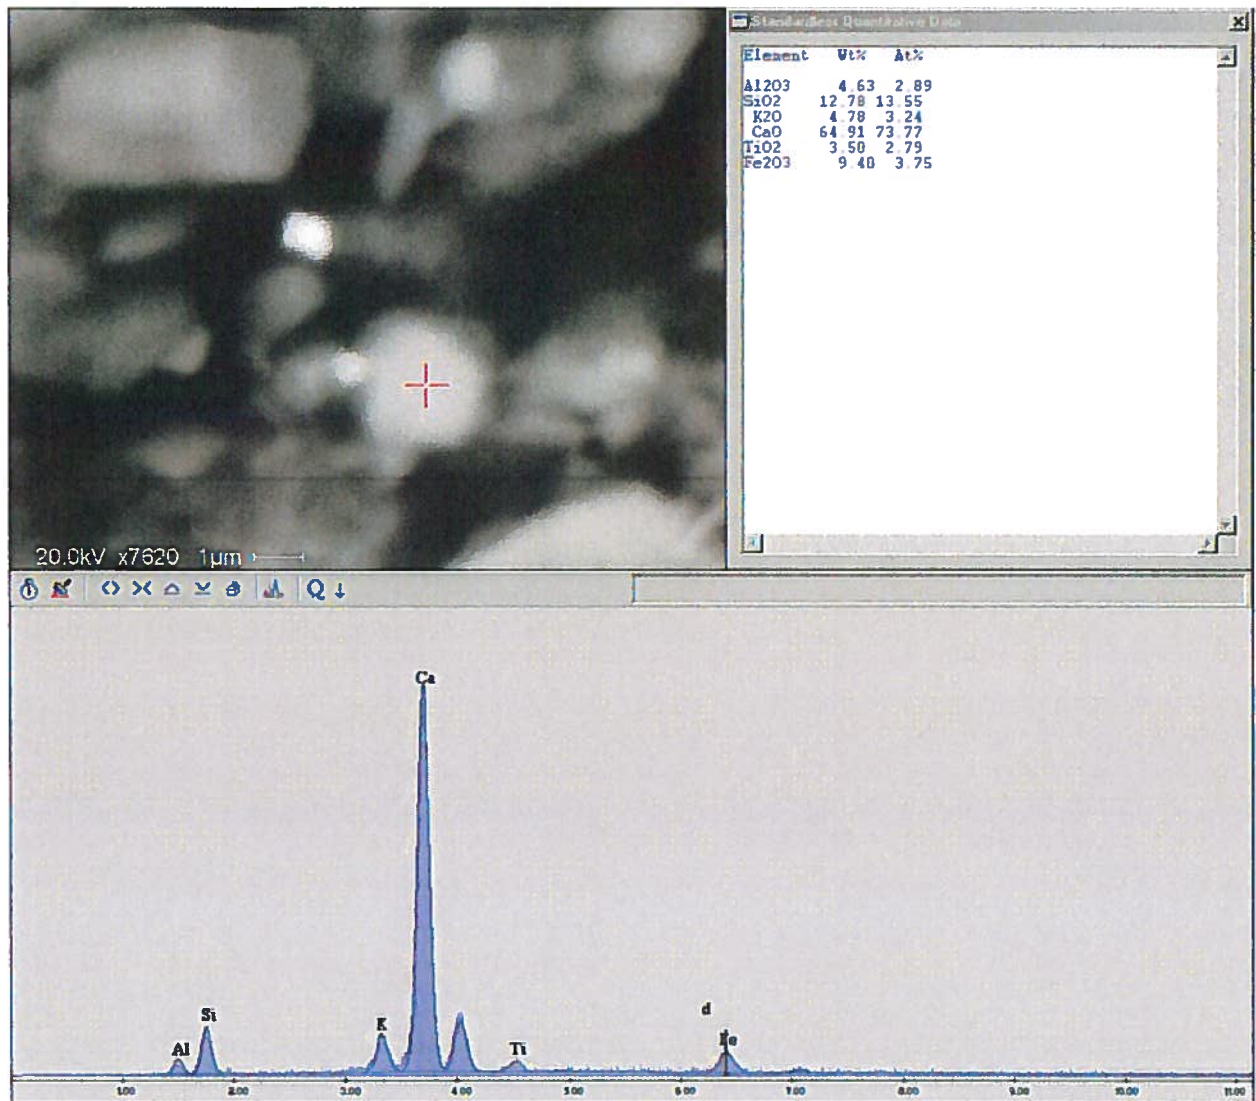 Standardless Quantitative Data
Element Wt% At%
Al2O3 4.63 2.89
SiO2 12.78 13.55
K2O 4.78 3.24
CaO 64.91 73.77
TiO2 3.50 2.79
Fe2O3 9.40 3.75
20.0kV x7620 1µm
Q
Ca
Si
Al
K
Ti
d
Fe
1.00 2.00 3.00 4.00 5.00 6.00 7.00 8.00 9.00 10.00 11.00